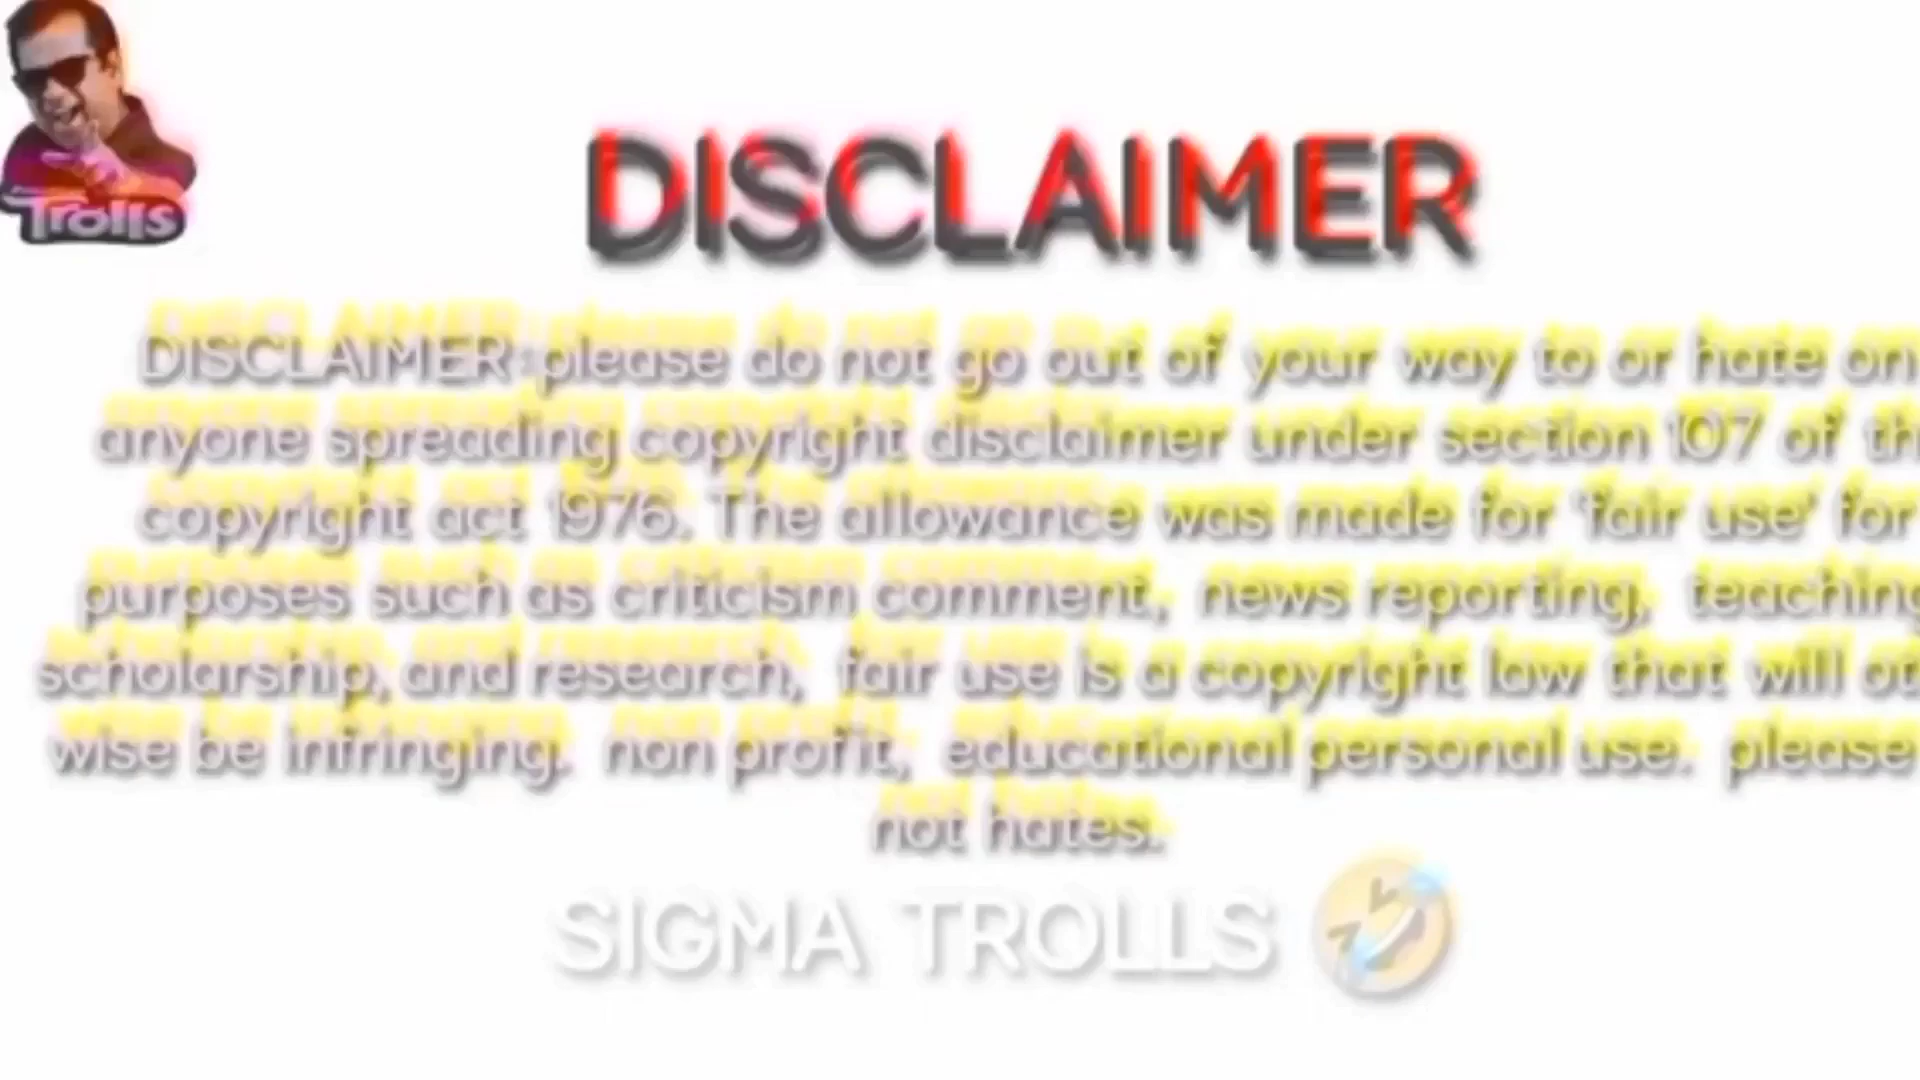 Trolls
DISCLAIMER
DISCLAIMER: please do not go out of your way to or hate on
anyone spreading copyright disclaimer under section 107 of th
copyright act 1976. The allowance was made for 'fair use' for
purposes such as criticism comment, news reporting, teaching
scholarship, and research, fair use is a copyright law that will ot
wise be infringing. non profit, educational personal use. please
not hates.
SIGMA TROLLS 🤣